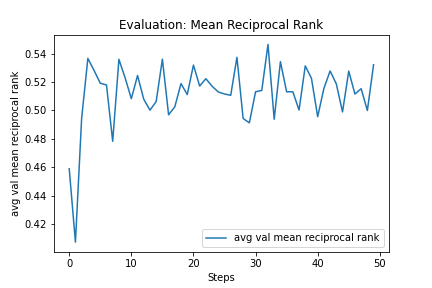 Evaluation: Mean Reciprocal Rank
avg val mean reciprocal rank
0.54
0.52
0.50
0.48
0.46
0.44
0.42
avg val mean reciprocal rank
0 10 20 30 40 50
Steps